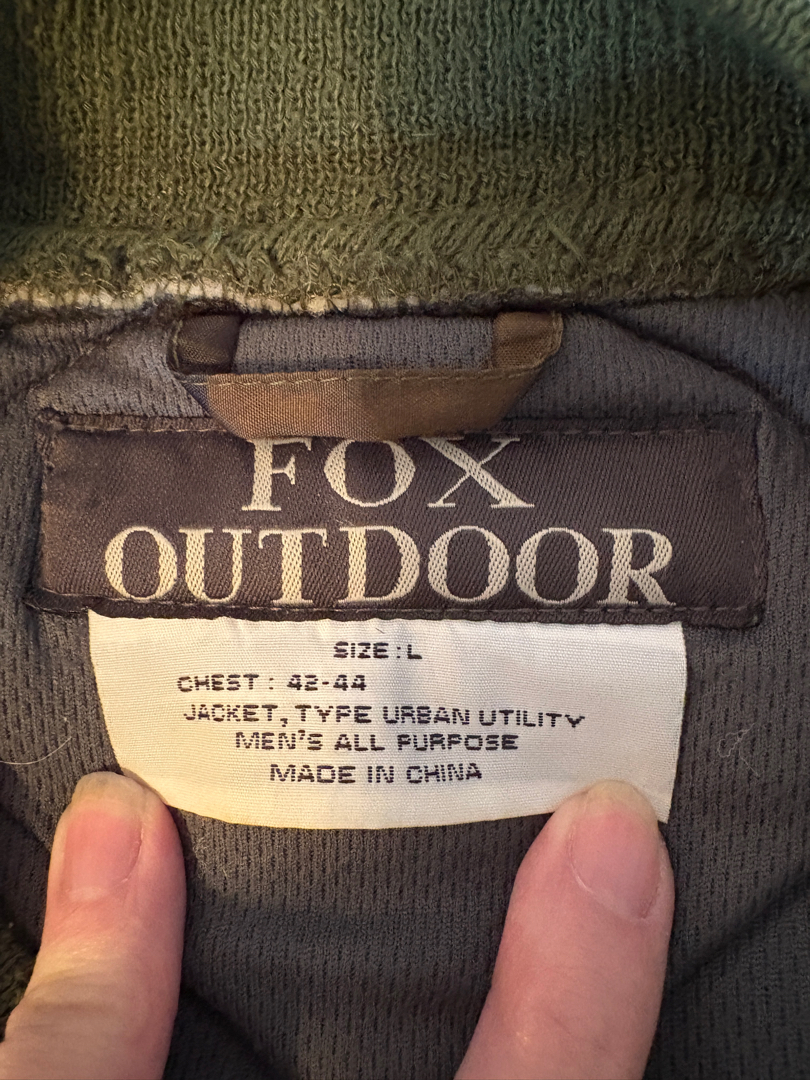 FOX
OUTDOOR
SIZE : L
CHEST : 42-44
JACKET, TYPE URBAN UTILITY
MEN'S ALL PURPOSE
MADE IN CHINA